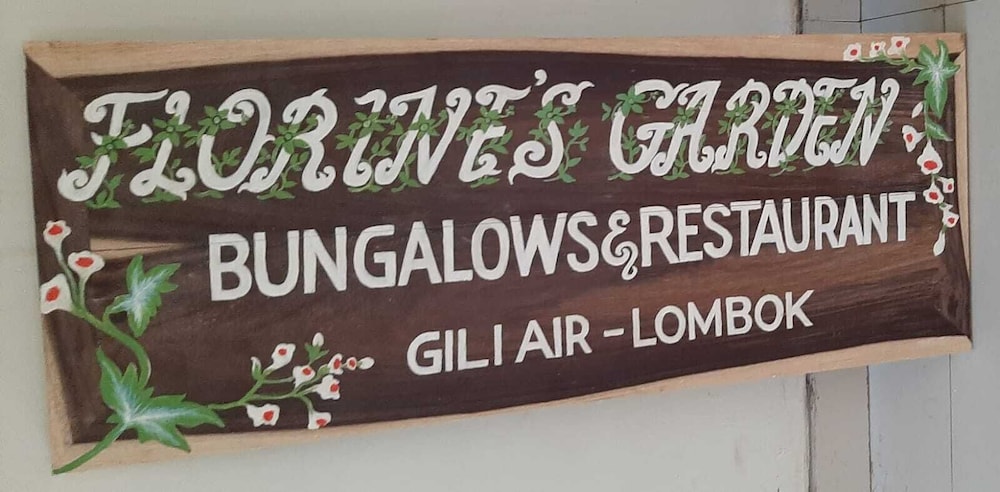 FLORINE'S GARDEN
BUNGALOWS & RESTAURANT
GILI AIR - LOMBOK